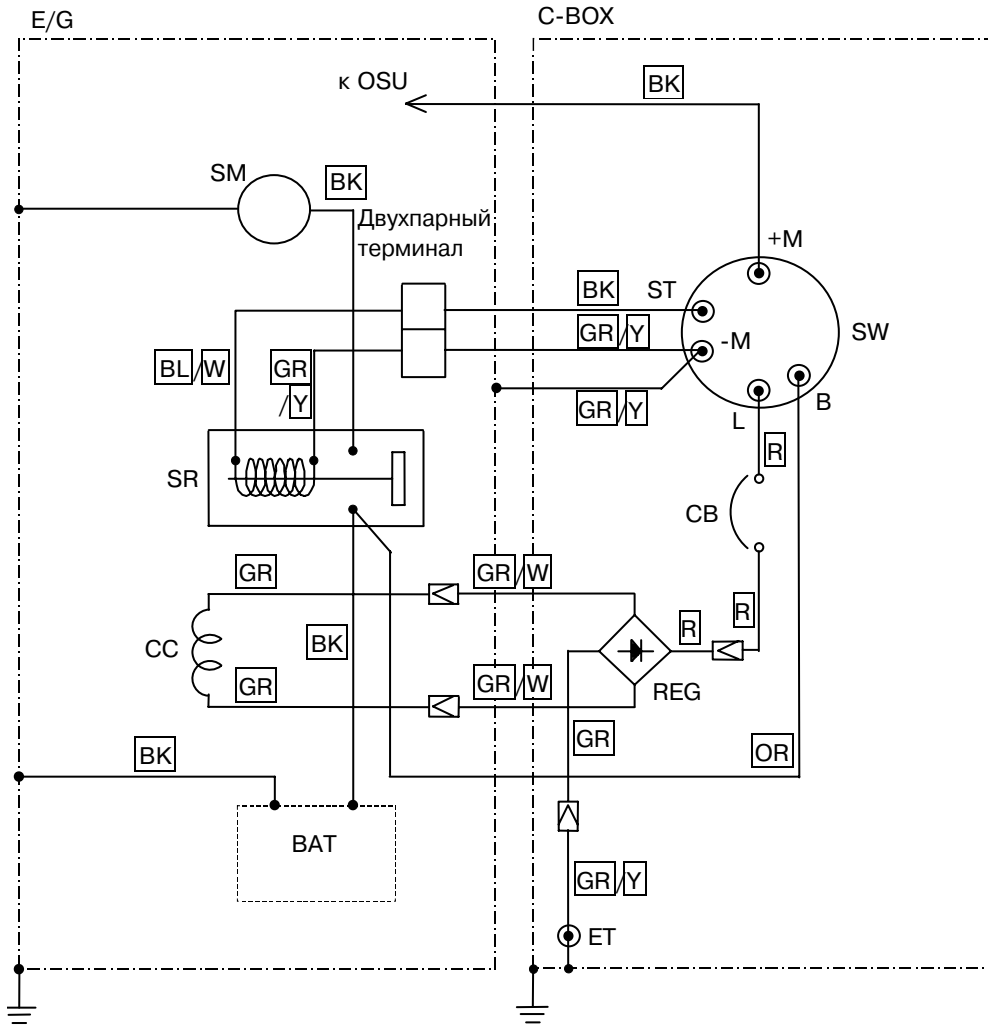 E/G
C-BOX
к OSU
BK
SM
BK
Двухпарный
терминал
+M
BK
ST
GR/Y
-M
SW
BL/W
GR
/Y
GR/Y
B
L
R
SR
CB
GR
GR/W
R
CC
BK
R
GR
GR/W
REG
GR
BK
OR
BAT
GR/Y
ET